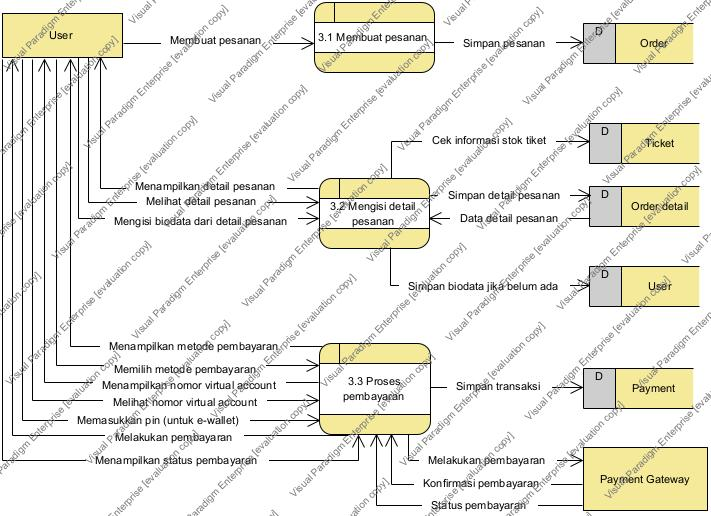 User
Membuat pesanan
3.1 Membuat pesanan
Simpan pesanan
D
Order
Cek informasi stok tiket
D
Ticket
Menampilkan detail pesanan
Melihat detail pesanan
Mengisi biodata dari detail pesanan
3.2 Mengisi detail
pesanan
Simpan detail pesanan
Data detail pesanan
D
Order detail
Simpan biodata jika belum ada
D
User
Menampilkan metode pembayaran
Memilih metode pembayaran
Menampilkan nomor virtual account
Melihat nomor virtual account
Memasukkan pin (untuk e-wallet)
Melakukan pembayaran
Menampilkan status pembayaran
3.3 Proses
pembayaran
Simpan transaksi
D
Payment
Melakukan pembayaran
Konfirmasi pembayaran
Status pembayaran
Payment Gateway
Visual Paradigm Enterprise [evaluation copy]